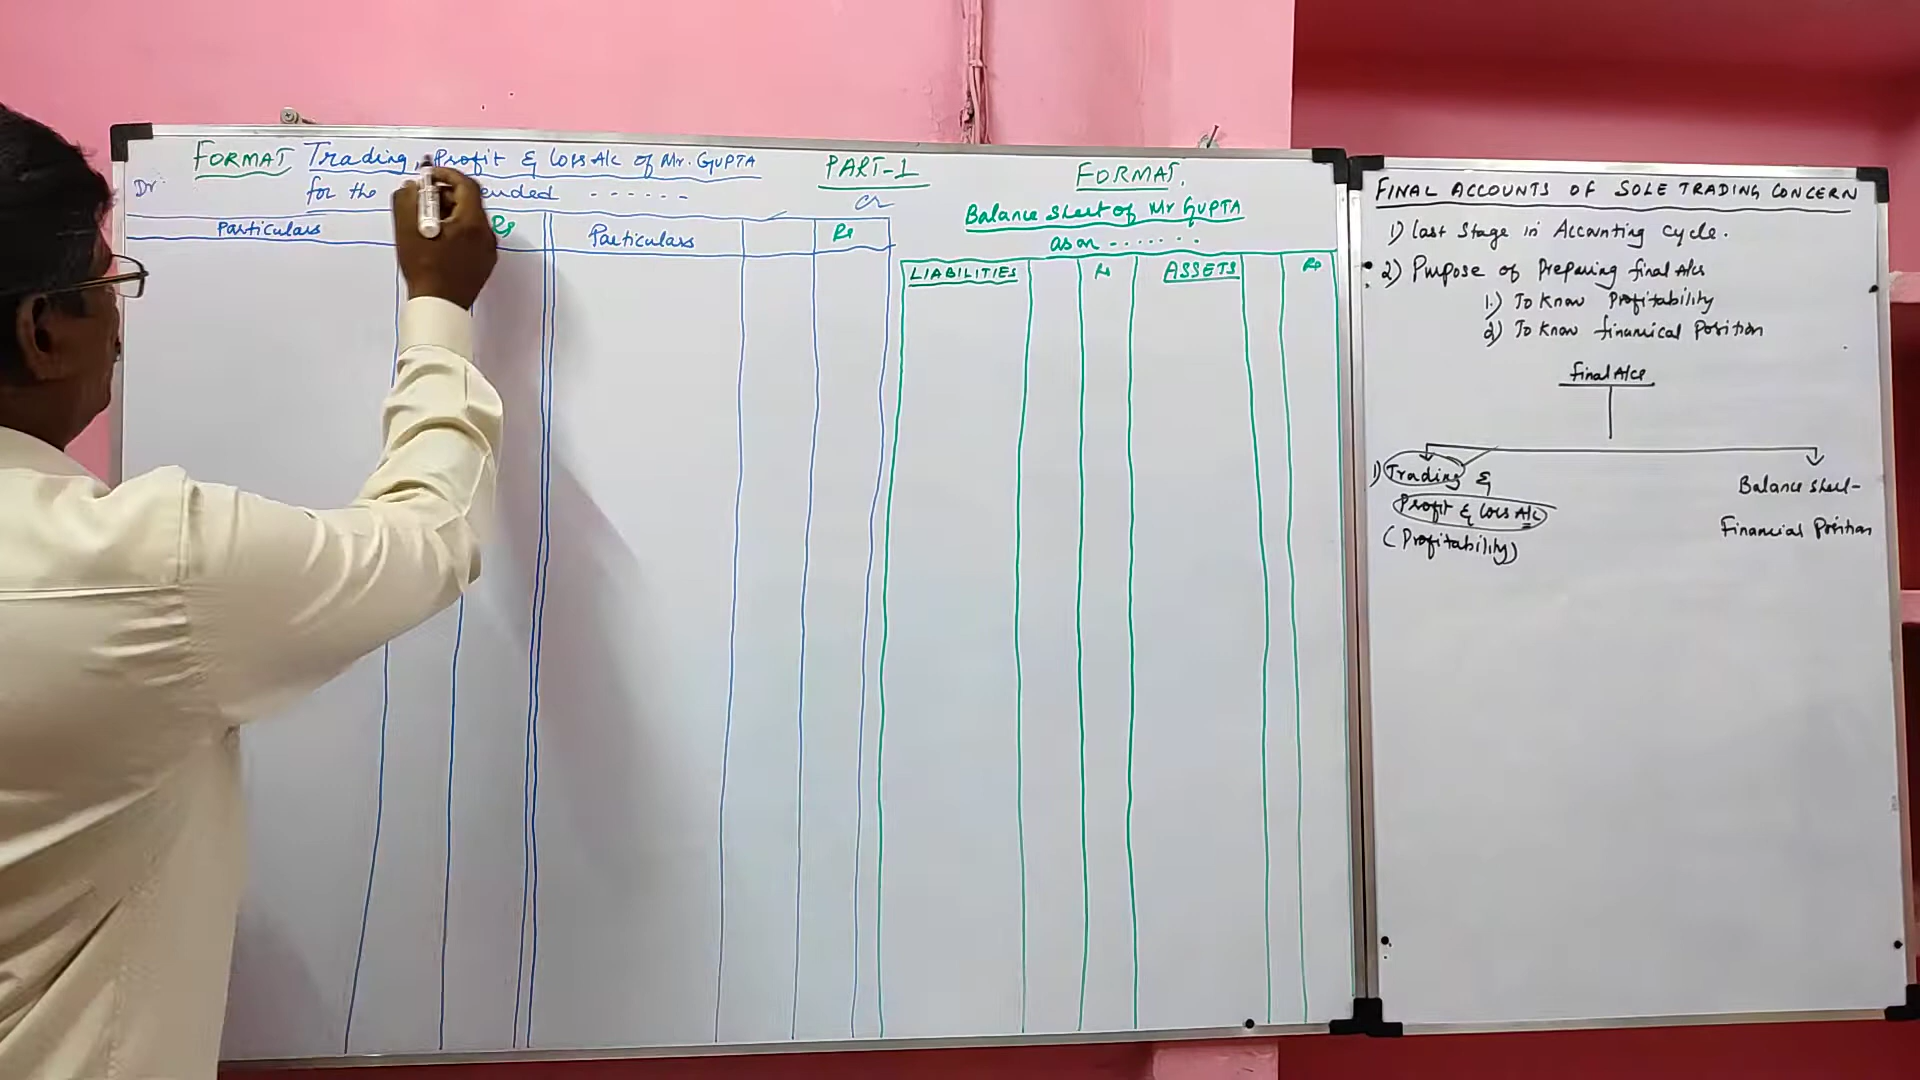 FORMAT Trading, Profit & Loss A/c of Mr. GUPTA
for the ended ......
Dr
Cr
Particulars Rs Particulars Rs
PART-1
FORMAT.
Balance sheet of Mr GUPTA
as on .......
LIABILITIES Rs ASSETS Rs
FINAL ACCOUNTS OF SOLE TRADING CONCERN
1) Last Stage in Accounting Cycle.
2) Purpose of preparing final A/cs
1.) To Know Profitability
2) To Know financial Position
final A/cs
1) Trading &
Profit & Loss A/c
(Profitability)
Balance sheet-
Financial Position